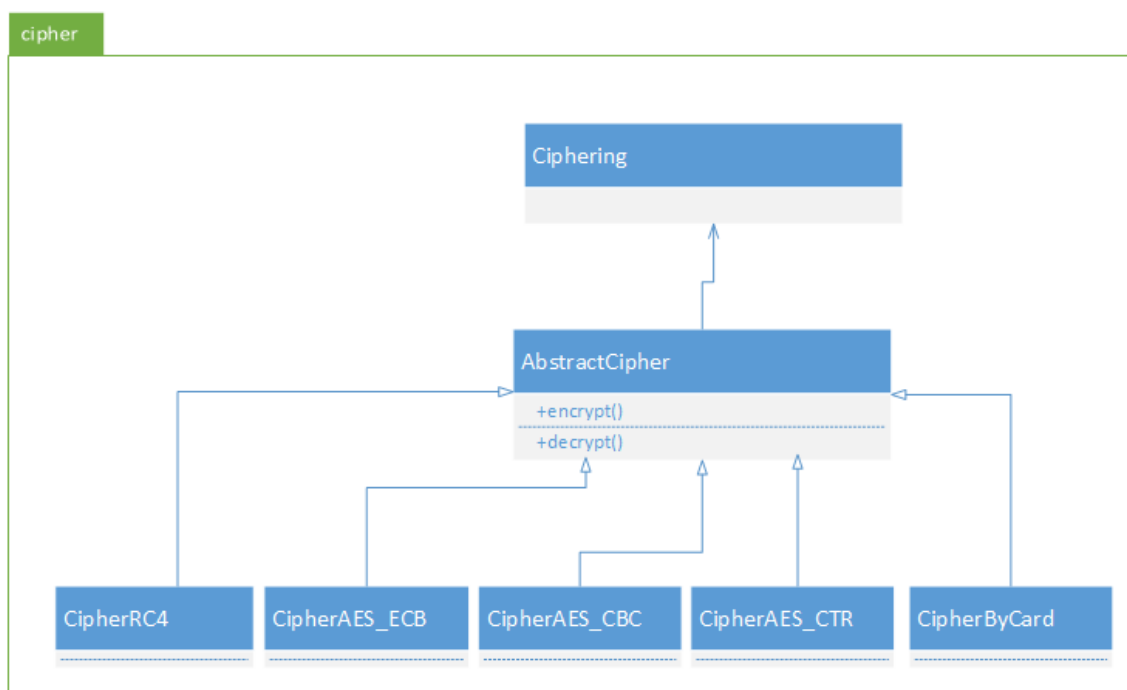 cipher
Ciphering
AbstractCipher
+encrypt()
+decrypt()
CipherRC4
CipherAES_ECB
CipherAES_CBC
CipherAES_CTR
CipherByCard